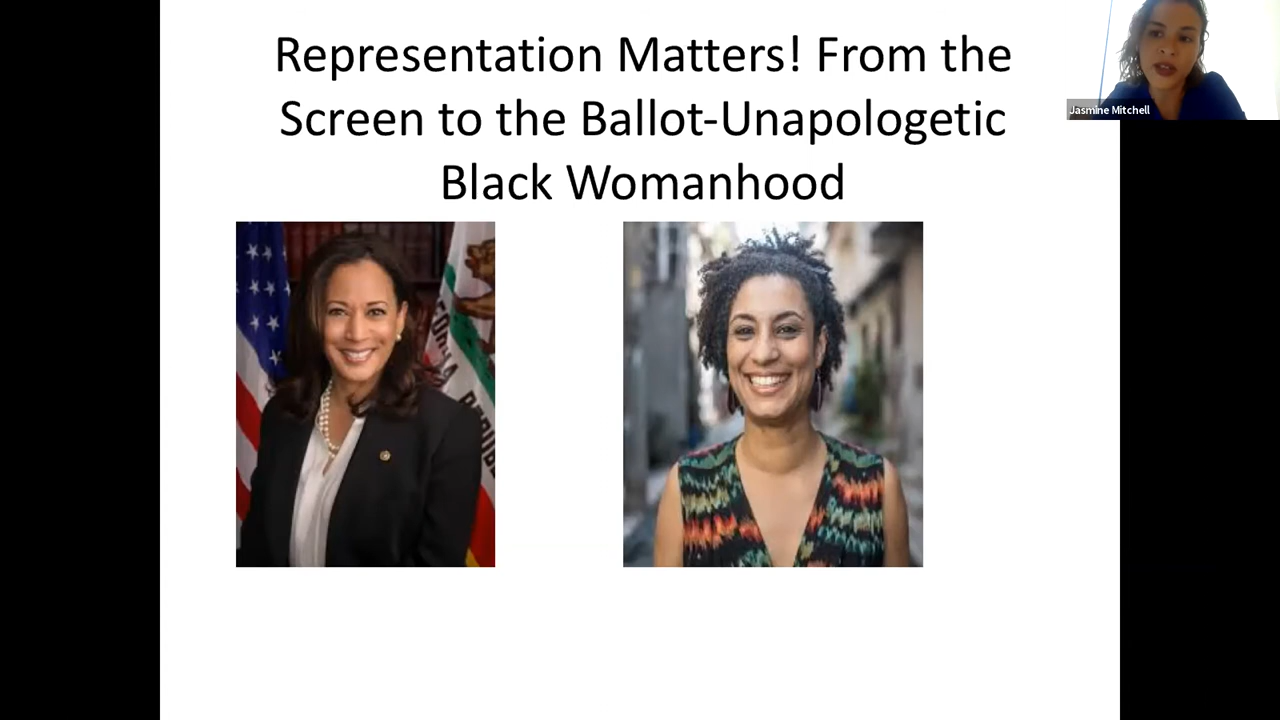 Representation Matters! From the
Screen to the Ballot-Unapologetic
Black Womanhood
Jasmine Mitchell